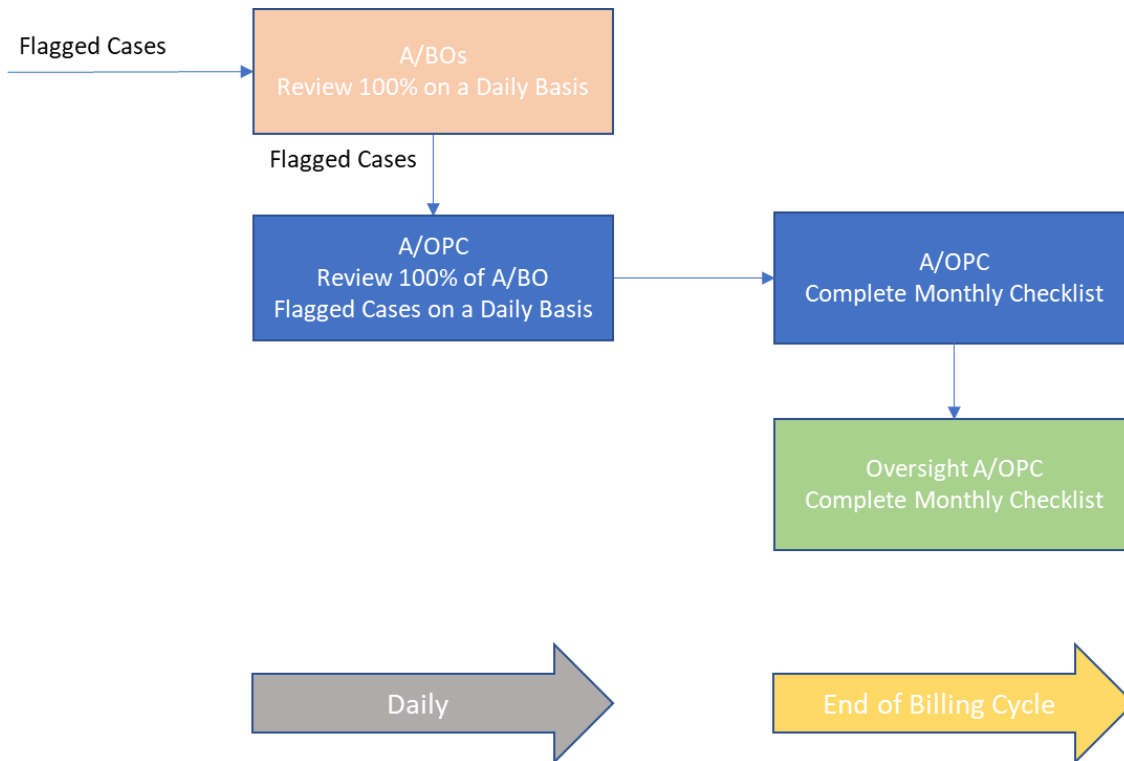 Flagged Cases
A/BOs
Review 100% on a Daily Basis
Flagged Cases
A/OPC
Review 100% of A/BO
Flagged Cases on a Daily Basis
A/OPC
Complete Monthly Checklist
Oversight A/OPC
Complete Monthly Checklist
Daily
End of Billing Cycle